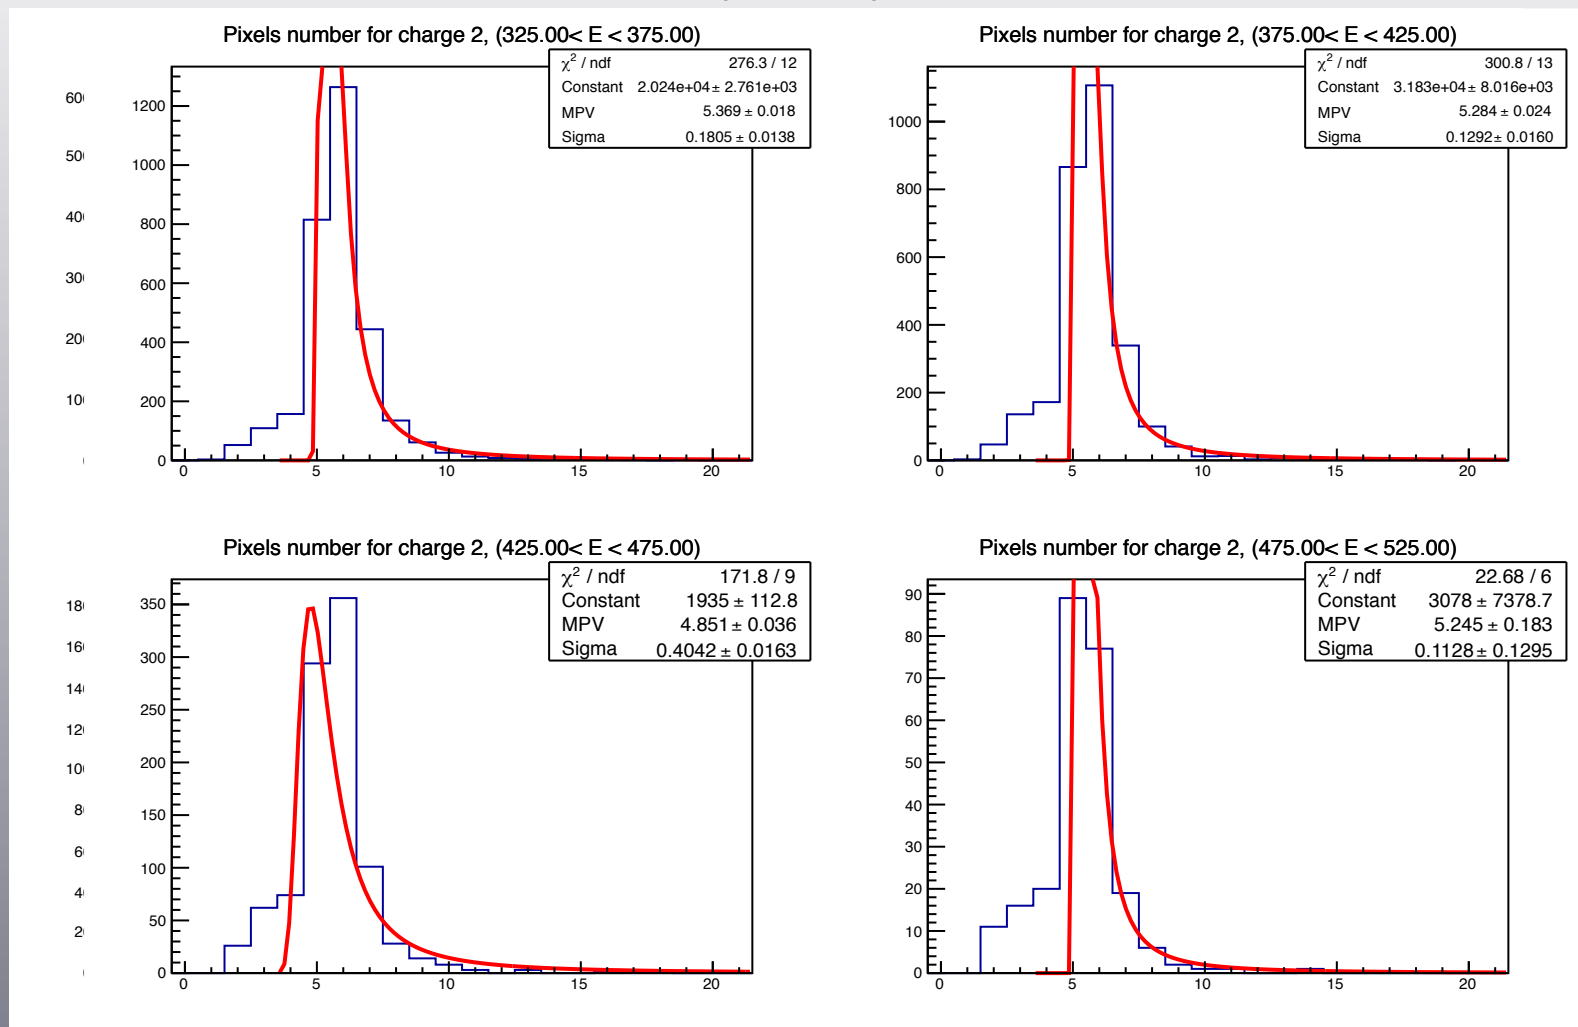 Pixels number for charge 2, (325.00< E < 375.00)
χ² / ndf 276.3 / 12
Constant 2.024e+04 ± 2.761e+03
MPV 5.369 ± 0.018
Sigma 0.1805 ± 0.0138
1200
1000
800
600
400
200
0
0 5 10 15 20
Pixels number for charge 2, (375.00< E < 425.00)
χ² / ndf 300.8 / 13
Constant 3.183e+04 ± 8.016e+03
MPV 5.284 ± 0.024
Sigma 0.1292 ± 0.0160
1000
800
600
400
200
0
0 5 10 15 20
Pixels number for charge 2, (425.00< E < 475.00)
χ² / ndf 171.8 / 9
Constant 1935 ± 112.8
MPV 4.851 ± 0.036
Sigma 0.4042 ± 0.0163
350
300
250
200
150
100
50
0
0 5 10 15 20
Pixels number for charge 2, (475.00< E < 525.00)
χ² / ndf 22.68 / 6
Constant 3078 ± 7378.7
MPV 5.245 ± 0.183
Sigma 0.1128 ± 0.1295
90
80
70
60
50
40
30
20
10
0
0 5 10 15 20